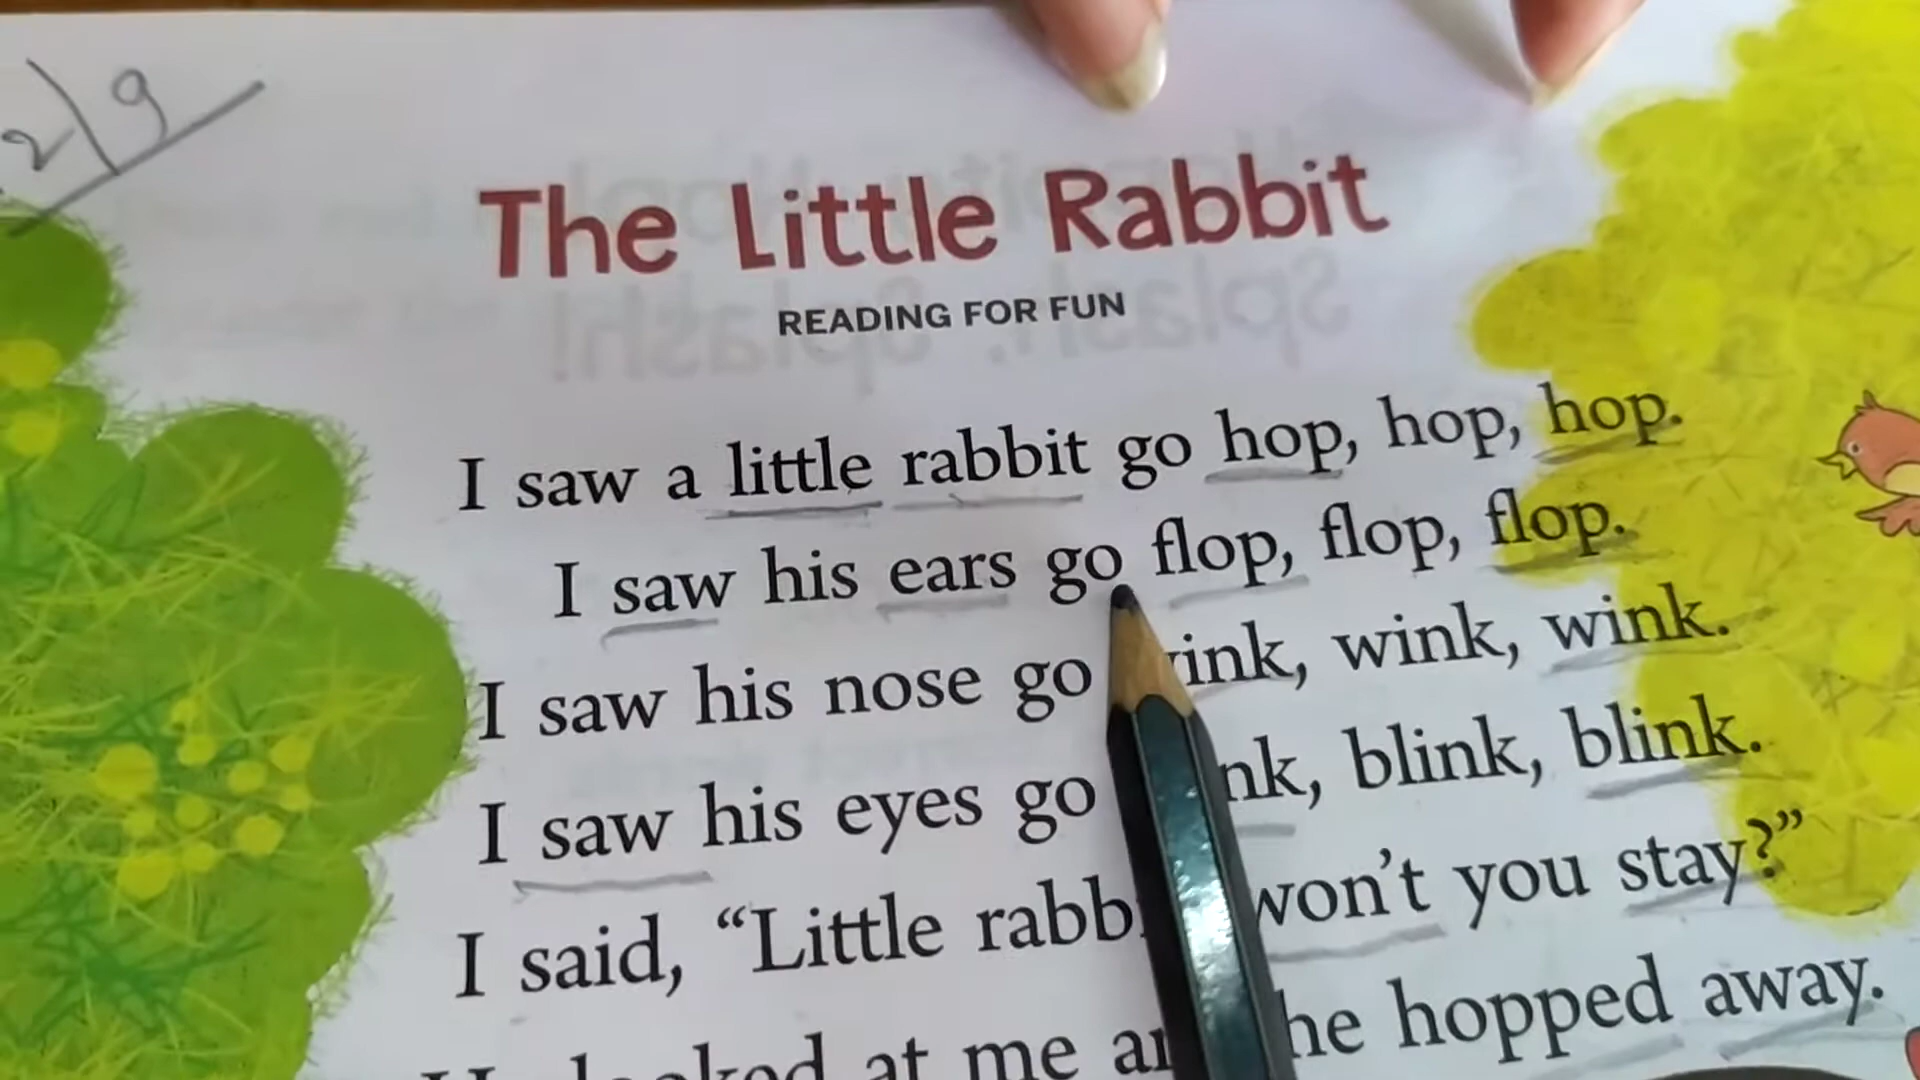 2/9
The Little Rabbit
READING FOR FUN
I saw a little rabbit go hop, hop, hop.
I saw his ears go flop, flop, flop.
I saw his nose go wink, wink.
I saw his eyes go blink, blink.
I said, “Little won’t you stay?”
at me he hopped away.